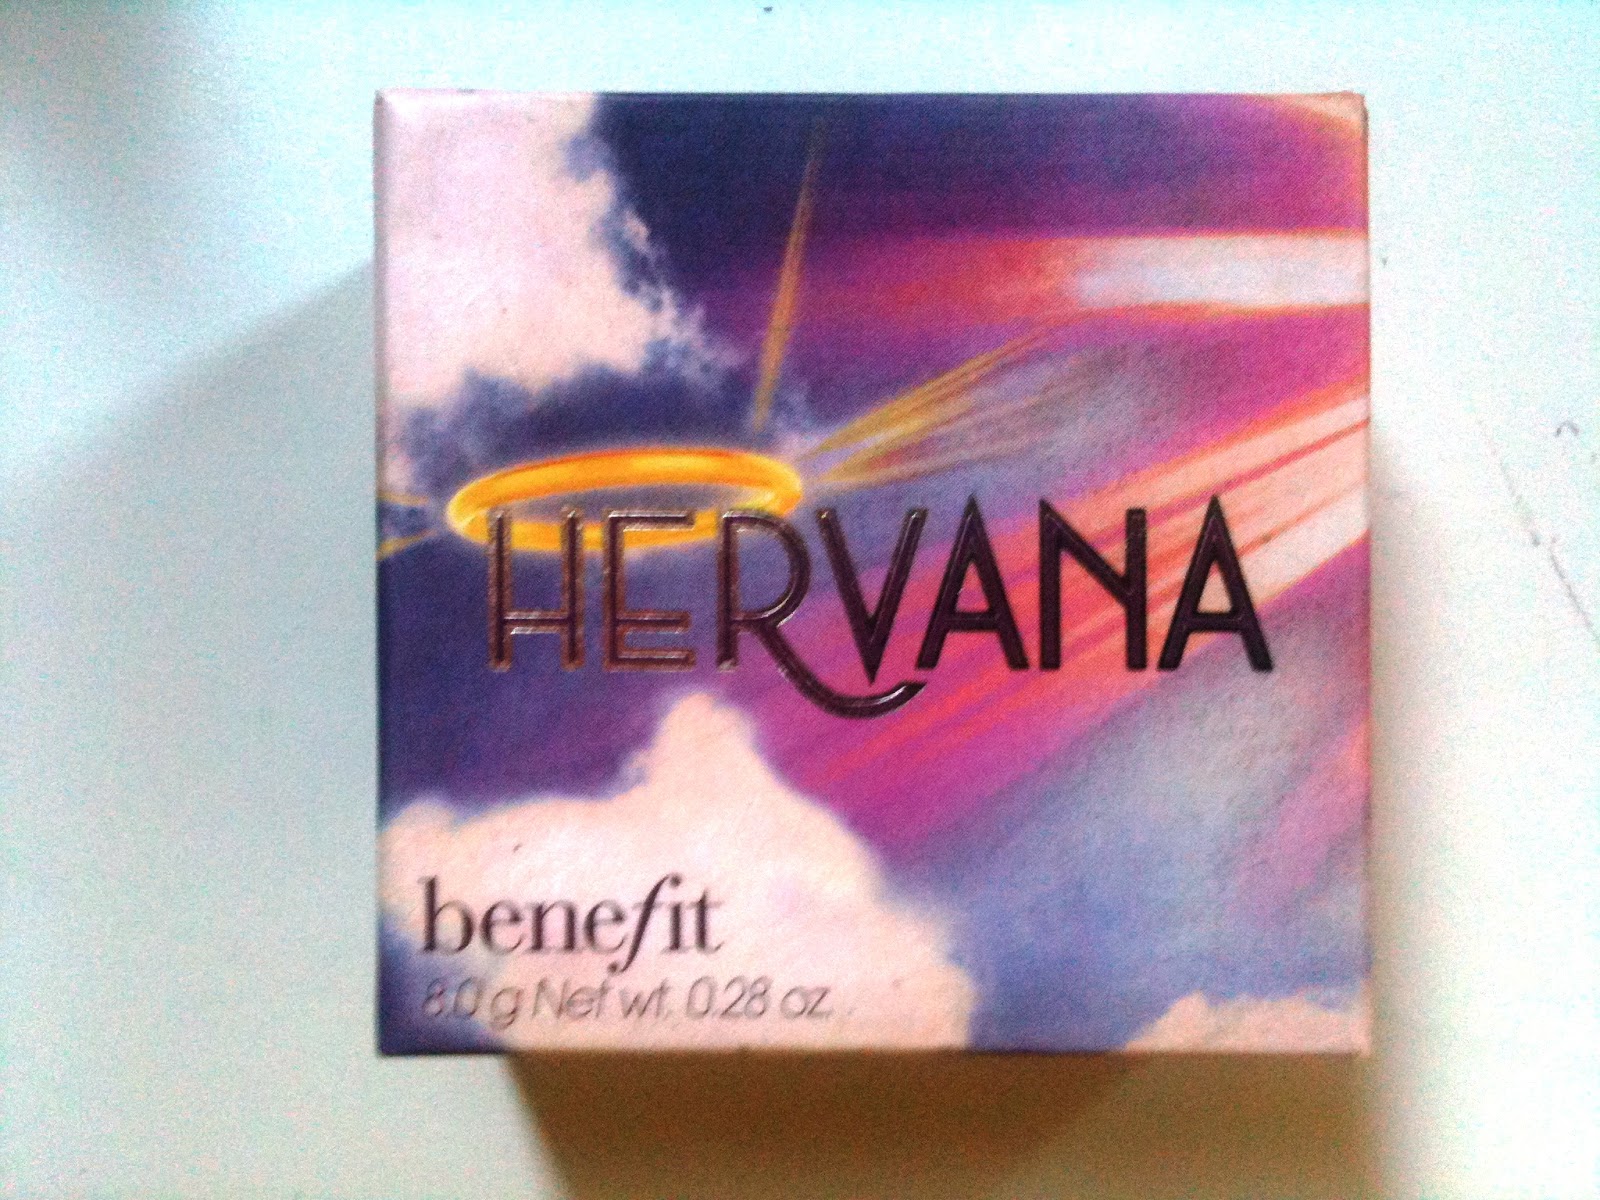 HERVANA
benefit
8.0 g Net wt. 0.28 oz.